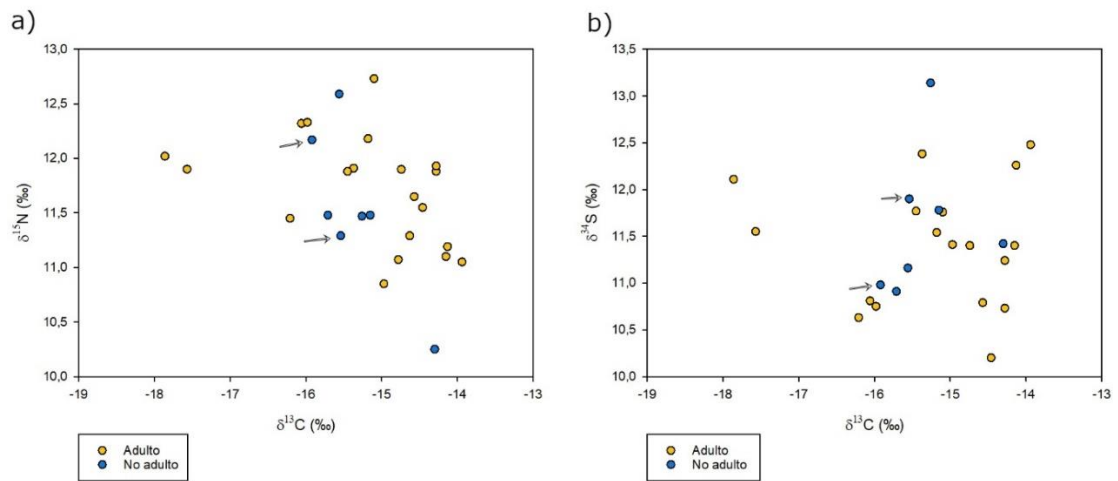 a)
13,0
12,5
12,0
11,5
11,0
10,5
10,0
δ15N (‰)
-19 -18 -17 -16 -15 -14 -13
δ13C (‰)
Adulto
No adulto
b)
13,5
13,0
12,5
12,0
11,5
11,0
10,5
10,0
δ34S (‰)
-19 -18 -17 -16 -15 -14 -13
δ13C (‰)
Adulto
No adulto